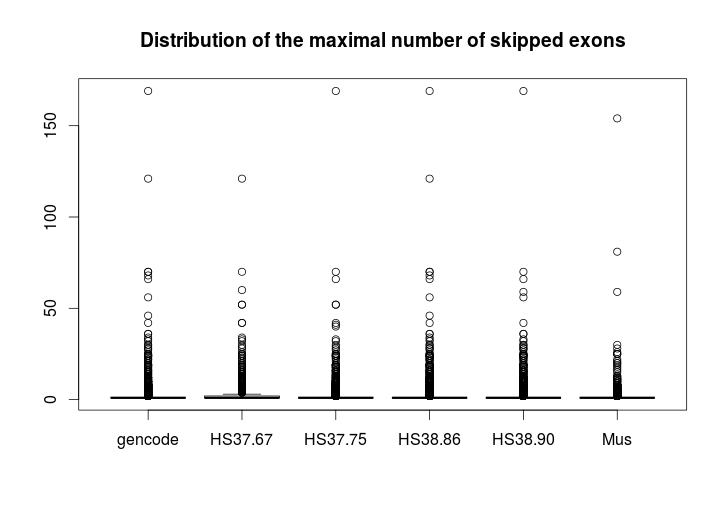 Distribution of the maximal number of skipped exons
150
100
50
0
gencode HS37.67 HS37.75 HS38.86 HS38.90 Mus